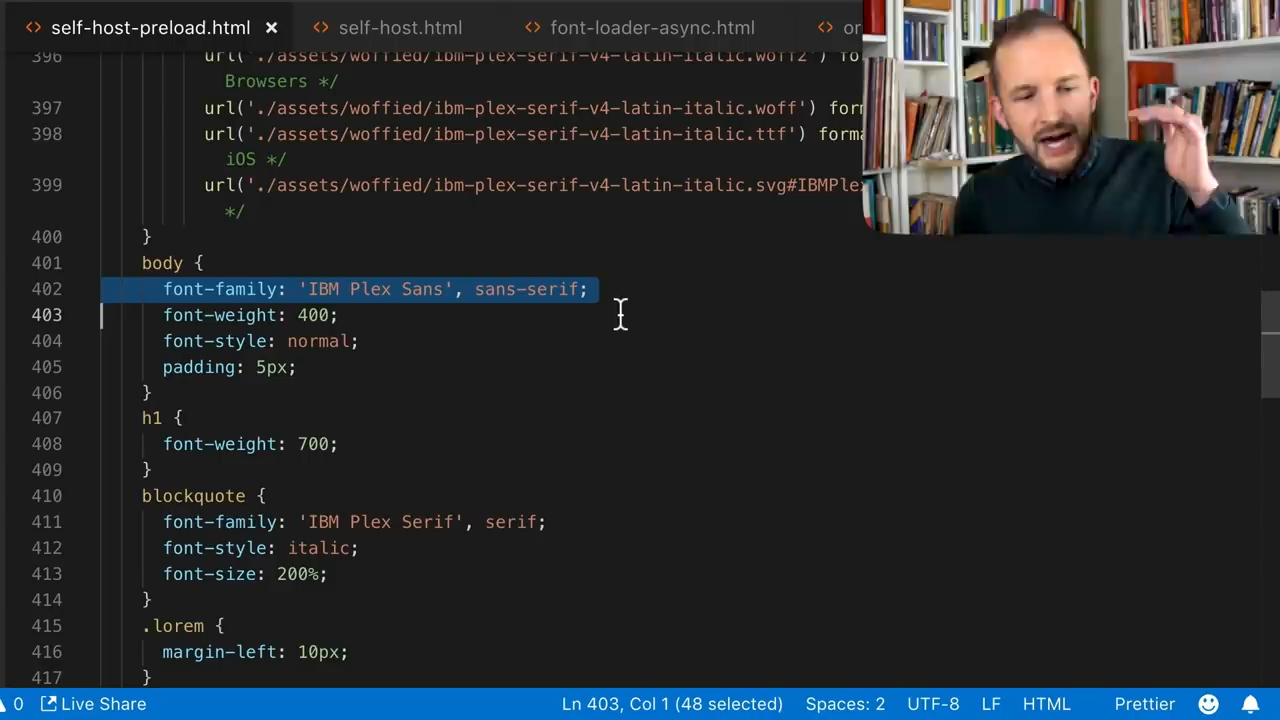 self-host-preload.html × self-host.html font-loader-async.html or
396 url('./assets/woffied/ibm-plex-serif-v4-latin-italic.woff2') fo
Browsers */
397 url('./assets/woffied/ibm-plex-serif-v4-latin-italic.woff') for
398 url('./assets/woffied/ibm-plex-serif-v4-latin-italic.ttf') forma
iOS */
399 url('./assets/woffied/ibm-plex-serif-v4-latin-italic.svg#IBMPlex
*/
400 }
401 body {
402 font-family: 'IBM Plex Sans', sans-serif;
403 font-weight: 400;
404 font-style: normal;
405 padding: 5px;
406 }
407 h1 {
408 font-weight: 700;
409 }
410 blockquote {
411 font-family: 'IBM Plex Serif', serif;
412 font-style: italic;
413 font-size: 200%;
414 }
415 .lorem {
416 margin-left: 10px;
417 }
0 Live Share Ln 403, Col 1 (48 selected) Spaces: 2 UTF-8 LF HTML Prettier